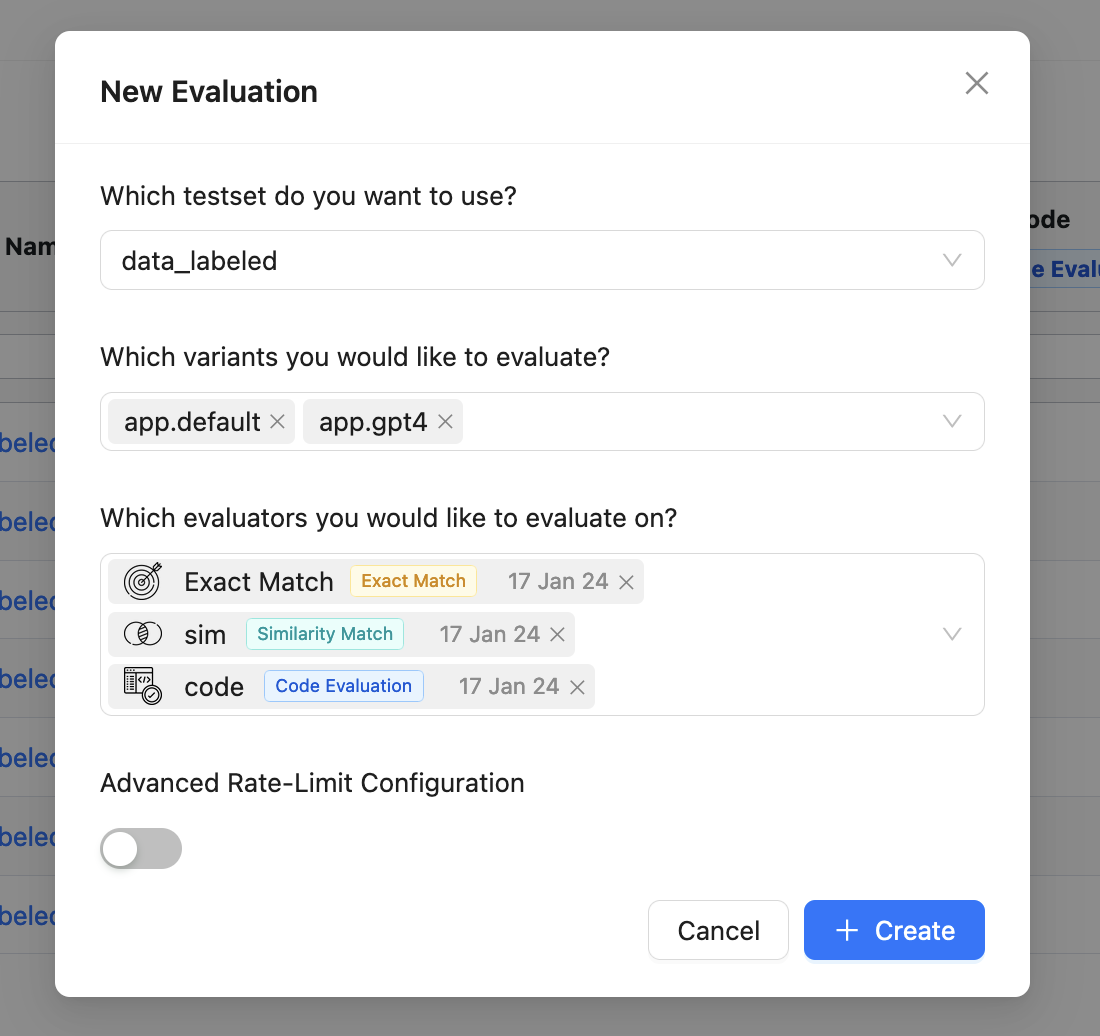 New Evaluation
Which testset do you want to use?
Nam
ode
data_labeled
e Evalu
Which variants you would like to evaluate?
app.default app.gpt4
beled
Which evaluators you would like to evaluate on?
beled
Exact Match Exact Match 17 Jan 24
beled
sim Similarity Match 17 Jan 24
beled
code Code Evaluation 17 Jan 24
beled
Advanced Rate-Limit Configuration
beled
beled
Cancel + Create